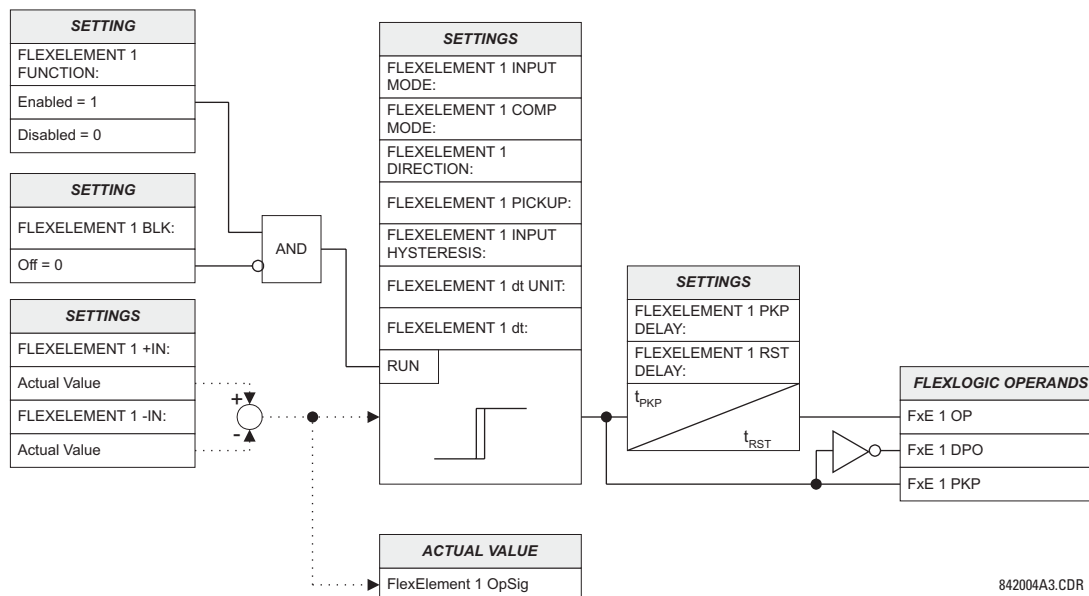 SETTING
FLEXELEMENT 1
FUNCTION:
Enabled = 1
Disabled = 0
SETTING
FLEXELEMENT 1 BLK:
Off = 0
SETTINGS
FLEXELEMENT 1 +IN:
Actual Value
FLEXELEMENT 1 -IN:
Actual Value
AND
+
-
SETTINGS
FLEXELEMENT 1 INPUT
MODE:
FLEXELEMENT 1 COMP
MODE:
FLEXELEMENT 1
DIRECTION:
FLEXELEMENT 1 PICKUP:
FLEXELEMENT 1 INPUT
HYSTERESIS:
FLEXELEMENT 1 dt UNIT:
FLEXELEMENT 1 dt:
RUN
ACTUAL VALUE
FlexElement 1 OpSig
SETTINGS
FLEXELEMENT 1 PKP
DELAY:
FLEXELEMENT 1 RST
DELAY:
tPKP
tRST
FLEXLOGIC OPERANDS
FxE 1 OP
FxE 1 DPO
FxE 1 PKP
842004A3.CDR